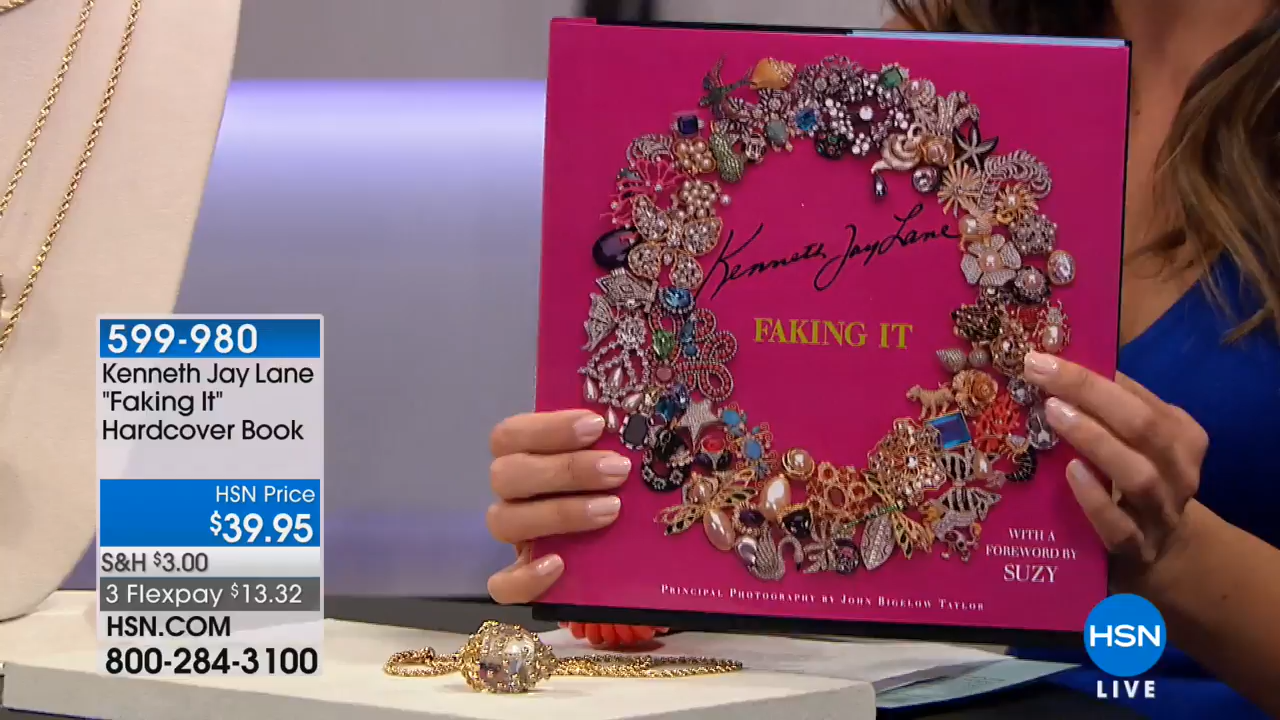 599-980
Kenneth Jay Lane
"Faking It"
Hardcover Book
HSN Price
$39.95
S&H $3.00
3 Flexpay $13.32
HSN.COM
800-284-3100
Kenneth Jay Lane
FAKING IT
WITH A
FOREWORD BY
SUZY
PRINCIPAL PHOTOGRAPHY BY JOHN BIGELOW TAYLOR
HSN
LIVE